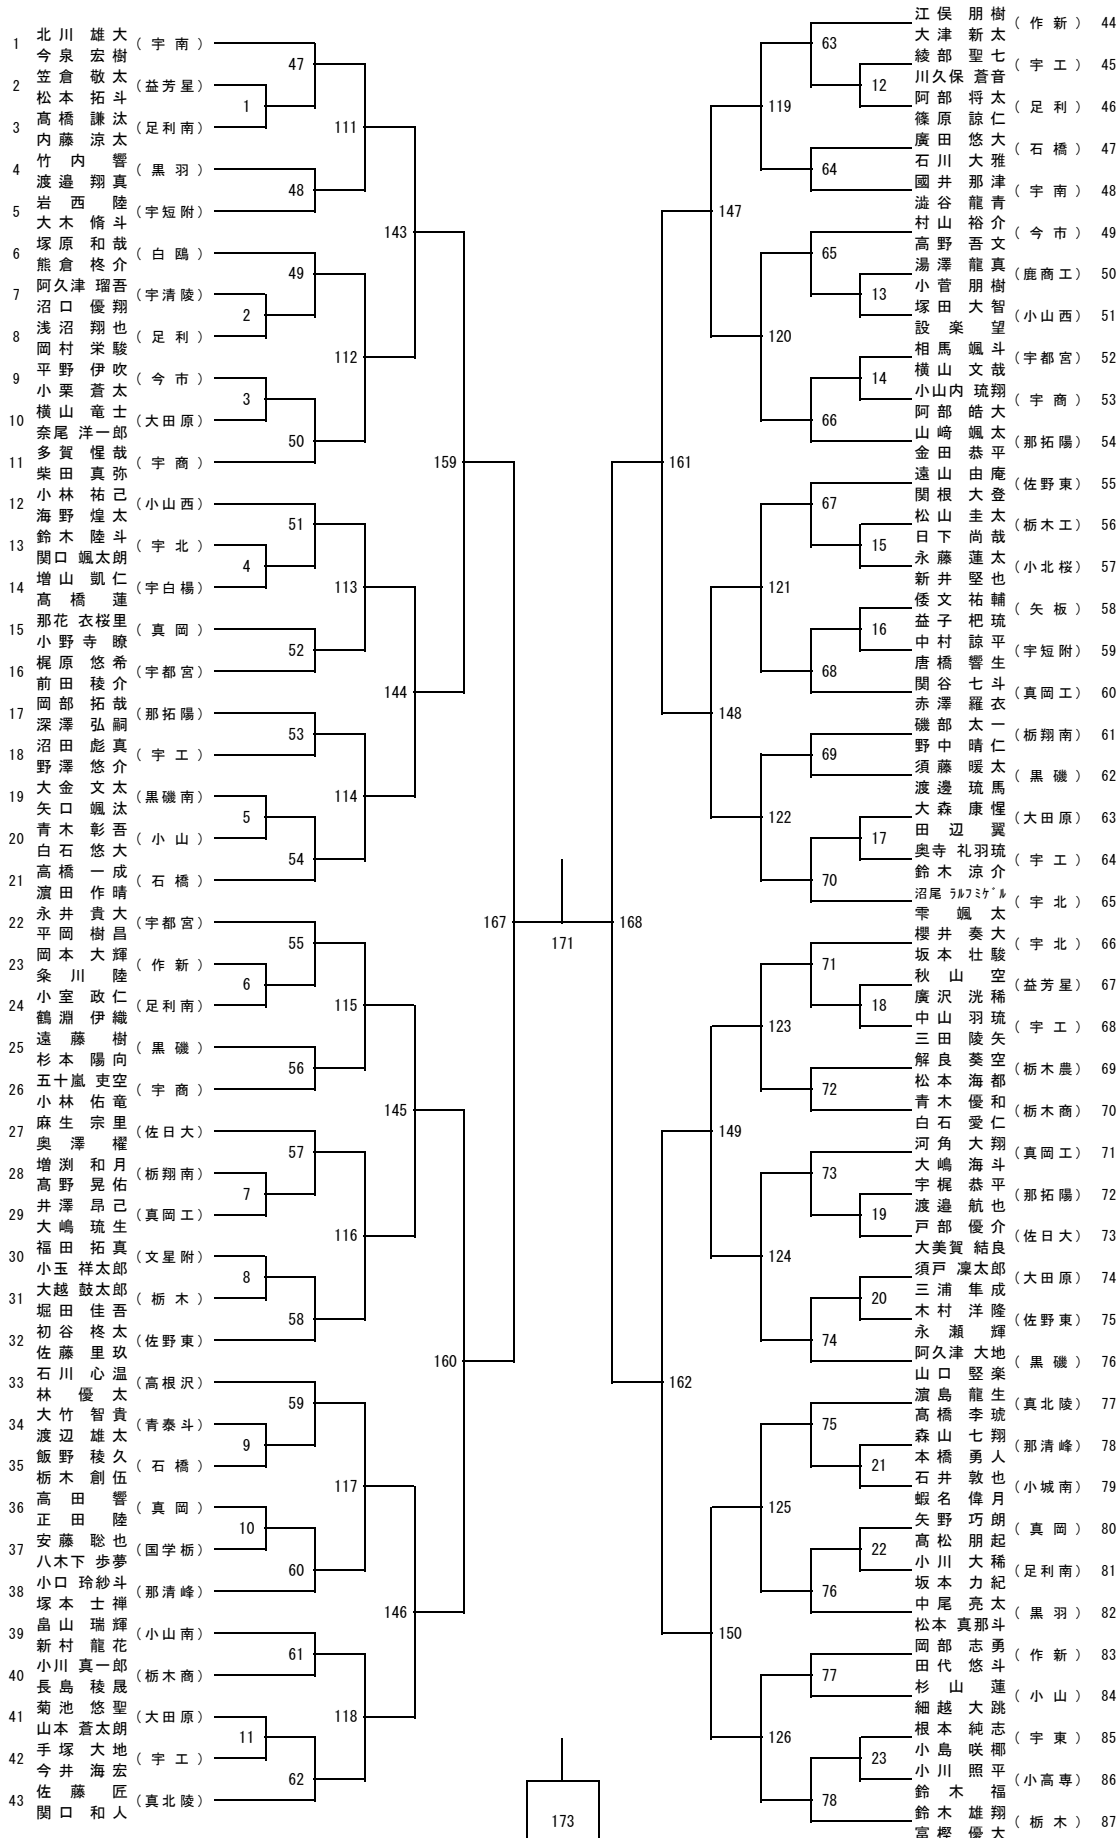 1 北川 雄大 (宇南)
今泉 宏樹
2 笠倉 敬太 (益芳星)
松本 拓斗
3 髙橋 謙汰 (足利南)
内藤 涼太
4 竹内 響 (黒羽)
渡邉 翔真
5 岩西 陸 (宇短附)
大木 脩斗
6 塚原 和哉 (白鴎)
熊倉 柊介
7 阿久津 瑠吾 (宇清陵)
沼口 優翔
8 浅沼 翔也 (足利)
岡村 栄駿
9 平野 伊吹 (今市)
小栗 蒼太
10 横山 竜士 (大田原)
奈尾 洋一郎
11 多賀 惺哉 (宇商)
柴田 真弥
12 小林 祐己 (小山西)
海野 煌太
13 鈴木 陸斗 (宇北)
関口 颯太朗
14 増山 凱仁 (宇白楊)
髙橋 蓮
15 那花 衣桜里 (真岡)
小野寺 瞭
16 梶原 悠希 (宇都宮)
前田 稜介
17 岡部 拓哉 (那拓陽)
深澤 弘嗣
18 沼田 彪真 (宇工)
野澤 悠介
19 大金 文太 (黒磯南)
矢口 颯汰
20 青木 彰吾 (小山)
白石 悠大
21 高橋 一成 (石橋)
濵田 作晴
22 永井 貴大 (宇都宮)
平岡 樹昌
23 岡本 大輝 (作新)
粂川 陸
24 小室 政仁 (足利南)
鶴淵 伊織
25 遠藤 樹 (黒磯)
杉本 陽向
26 五十嵐 吏空 (宇商)
小林 佑竜
27 麻生 宗里 (佐日大)
奥澤 櫂
28 増渕 和月 (栃翔南)
髙野 晃佑
29 井澤 昂己 (真岡工)
大嶋 琉生
30 福田 拓真 (文星附)
小玉 祥太郎
31 大越 鼓太郎 (栃木)
堀田 佳吾
32 初谷 柊太 (佐野東)
佐藤 里玖
33 石川 心温 (高根沢)
林 優太
34 大竹 智貴 (青泰斗)
渡辺 雄太
35 飯野 稜久 (石橋)
栃木 創伍
36 高田 響 (真岡)
正田 陸
37 安藤 聡也 (国学栃)
八木下 歩夢
38 小口 玲紗斗 (那清峰)
塚本 士禅
39 畠山 瑞輝 (小山南)
新村 龍花
40 小川 真一郎 (栃木商)
長島 稜晟
41 菊池 悠聖 (大田原)
山本 蒼太朗
42 手塚 大地 (宇工)
今井 海宏
43 佐藤 匠 (真北陵)
関口 和人
47
1
111
48
143
49
2
112
3
50
159
51
4
113
52
144
53
5
114
54
167
55
6
115
56
145
57
7
116
8
58
160
59
9
117
10
60
146
61
118
11
62
171
173
168
63
12
119
64
147
65
13
120
14
66
161
67
15
121
16
68
148
69
122
17
70
71
18
123
72
149
73
19
124
20
74
162
75
21
125
22
76
150
77
126
23
78
江俣 朋樹 (作新) 44
大津 新太
綾部 聖七 (宇工) 45
川久保 蒼音
阿部 将太 (足利) 46
篠原 諒仁
廣田 悠大 (石橋) 47
石川 大雅
國井 那津 (宇南) 48
澁谷 龍青
村山 裕介 (今市) 49
高野 吾文
湯澤 龍真 (鹿商工) 50
小菅 朋樹
塚田 大智 (小山西) 51
設楽 望
相馬 颯斗 (宇都宮) 52
横山 文哉
小山内 琉翔 (宇商) 53
阿部 皓大
山﨑 颯太 (那拓陽) 54
金田 恭平
遠山 由庵 (佐野東) 55
関根 大登
松山 圭太 (栃木工) 56
日下 尚哉
永藤 蓮太 (小北桜) 57
新井 堅也
倭文 祐輔 (矢板) 58
益子 杷琉
中村 諒平 (宇短附) 59
唐橋 響生
関谷 七斗 (真岡工) 60
赤澤 羅衣
磯部 太一 (栃翔南) 61
野中 晴仁
須藤 暖太 (黒磯) 62
渡邊 琉馬
大森 康惺 (大田原) 63
田辺 翼
奥寺 礼羽琉 (宇工) 64
鈴木 涼介
沼尾 ﾗﾙﾌﾐｹﾞﾙ (宇北) 65
雫 颯太
櫻井 奏大 (宇北) 66
坂本 壮駿
秋山 空 (益芳星) 67
廣沢 洸稀
中山 羽琉 (宇工) 68
三田 陵矢
解良 葵空 (栃木農) 69
松本 海都
青木 優和 (栃木商) 70
白石 愛仁
河角 大翔 (真岡工) 71
大嶋 海斗
宇梶 恭平 (那拓陽) 72
渡邉 航也
戸部 優介 (佐日大) 73
大美賀 結良
須戸 凜太郎 (大田原) 74
三浦 隼成
木村 洋隆 (佐野東) 75
永瀬 輝
阿久津 大地 (黒磯) 76
山口 堅楽
濵島 龍生 (真北陵) 77
髙橋 李琥
森山 七翔 (那清峰) 78
本橋 勇人
石井 敦也 (小城南) 79
蝦名 偉月
矢野 巧朗 (真岡) 80
髙松 朋起
小川 大稀 (足利南) 81
坂本 力紀
中尾 亮太 (黒羽) 82
松本 真那斗
岡部 志勇 (作新) 83
田代 悠斗
杉山 蓮 (小山) 84
細越 大跳
根本 純志 (宇東) 85
小島 咲梛
小川 照平 (小高専) 86
鈴木 福
鈴木 雄翔 (栃木) 87
富樫 優大